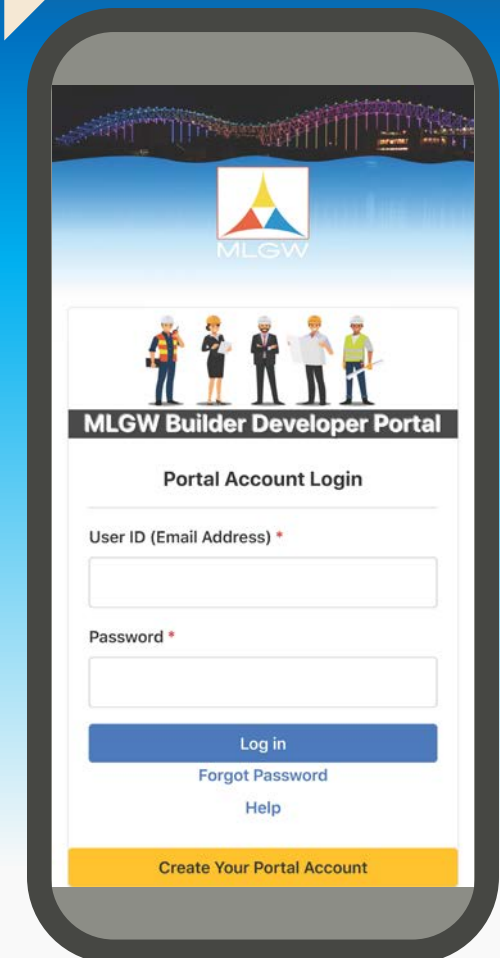 MLGW
MLGW Builder Developer Portal
Portal Account Login
User ID (Email Address) *
Password *
Log in
Forgot Password
Help
Create Your Portal Account